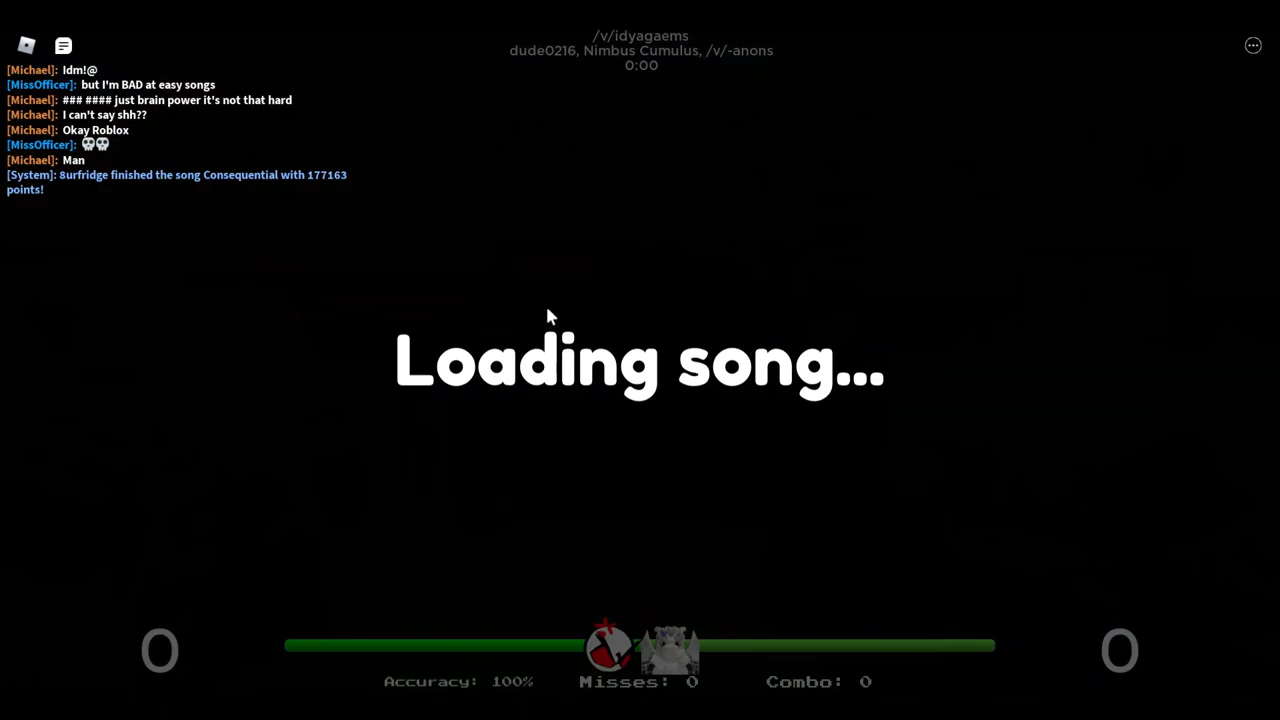 /v/idyagaems
dude0216, Nimbus Cumulus, /v/-anons
0:00
[Michael]: Idm!@
[MissOfficer]: but I'm BAD at easy songs
[Michael]: ### #### just brain power it's not that hard
[Michael]: I can't say shh??
[Michael]: Okay Roblox
[MissOfficer]: 💀💀
[Michael]: Man
[System]: 8urfridge finished the song Consequential with 177163
points!
Loading song...
0
0
Accuracy: 100% Misses: 0 Combo: 0